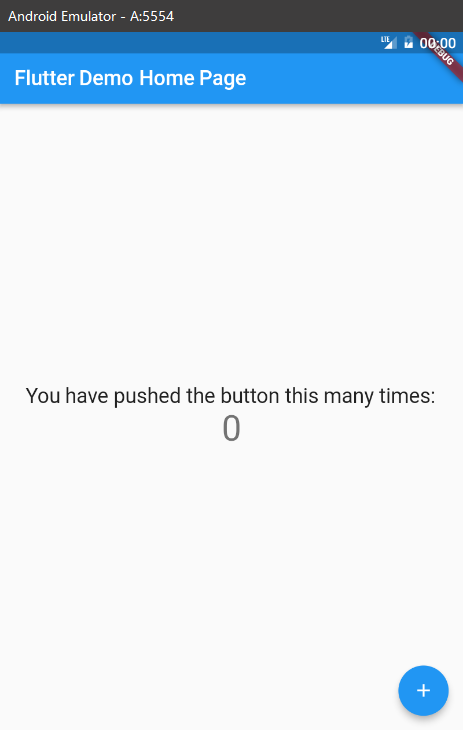 Android Emulator - A:5554
LTE 00:00
DEBUG
Flutter Demo Home Page
You have pushed the button this many times:
0
+